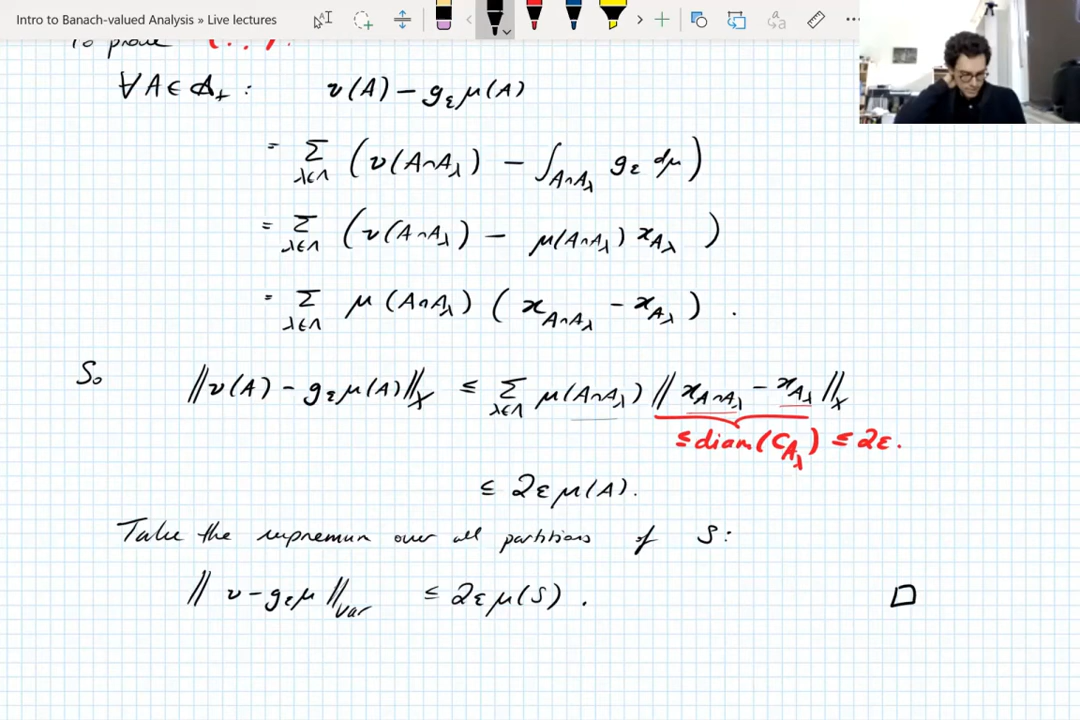 Intro to Banach-valued Analysis » Live lectures
To prove (...).
∀A∈𝒜₊ : ν(A) − g_ε μ(A)
= Σ_{λ∈Λ} (ν(A∩A_λ) − ∫_{A∩A_λ} g_ε dμ)
= Σ_{λ∈Λ} (ν(A∩A_λ) − μ(A∩A_λ) x_{A_λ})
= Σ_{λ∈Λ} μ(A∩A_λ) (x_{A∩A_λ} − x_{A_λ}).
So ‖ν(A) − g_ε μ(A)‖_X ≤ Σ_{λ∈Λ} μ(A∩A_λ) ‖x_{A∩A_λ} − x_{A_λ}‖_X
≤ diam(C_{A_λ}) ≤ 2ε.
≤ 2ε μ(A).
Take the supremum over all partitions of S:
‖ν − g_ε μ‖_var ≤ 2ε μ(S). □